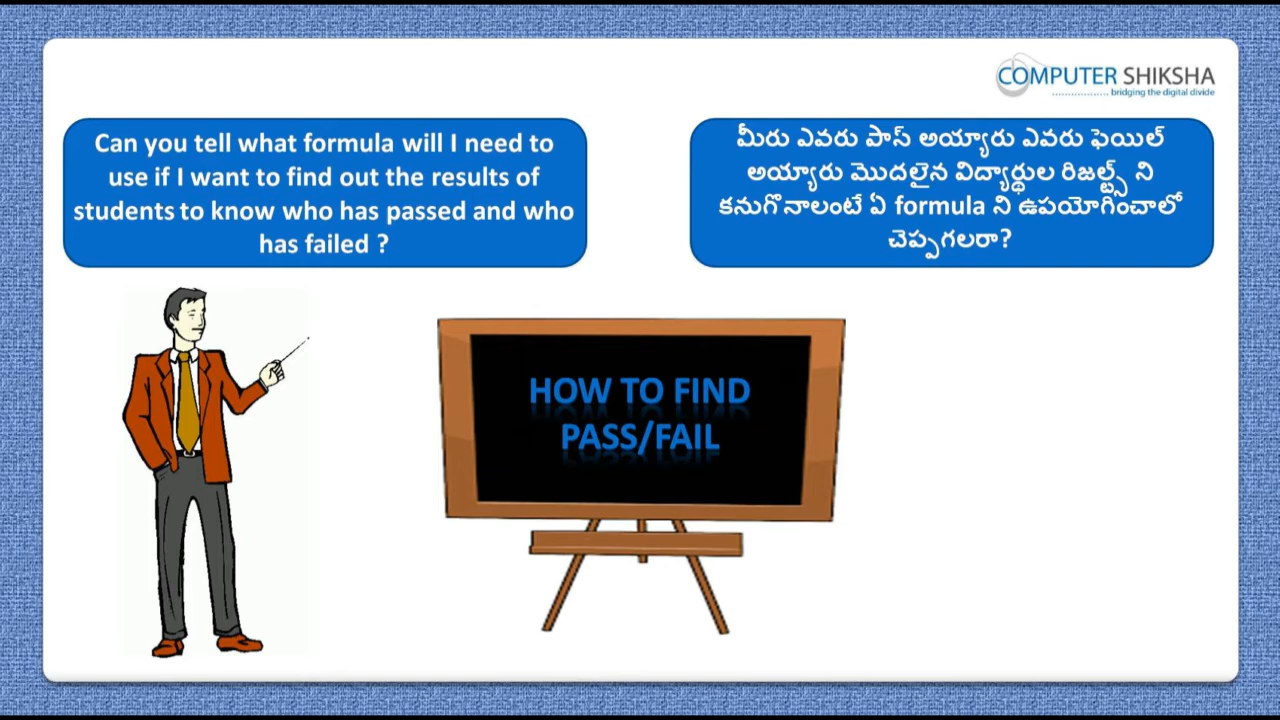 COMPUTER SHIKSHA
bridging the digital divide
Can you tell what formula will I need to
use if I want to find out the results of
students to know who has passed and who
has failed ?
మీరు ఎవరు పాస్ అయ్యారు ఎవరు ఫెయిల్
అయ్యారు మొదలైన విద్యార్థుల రిజల్ట్స్ ని
కనుగొనాలంటే ఏ formula ని ఉపయోగించాలో
చెప్పగలరా?
HOW TO FIND
PASS/FAIL